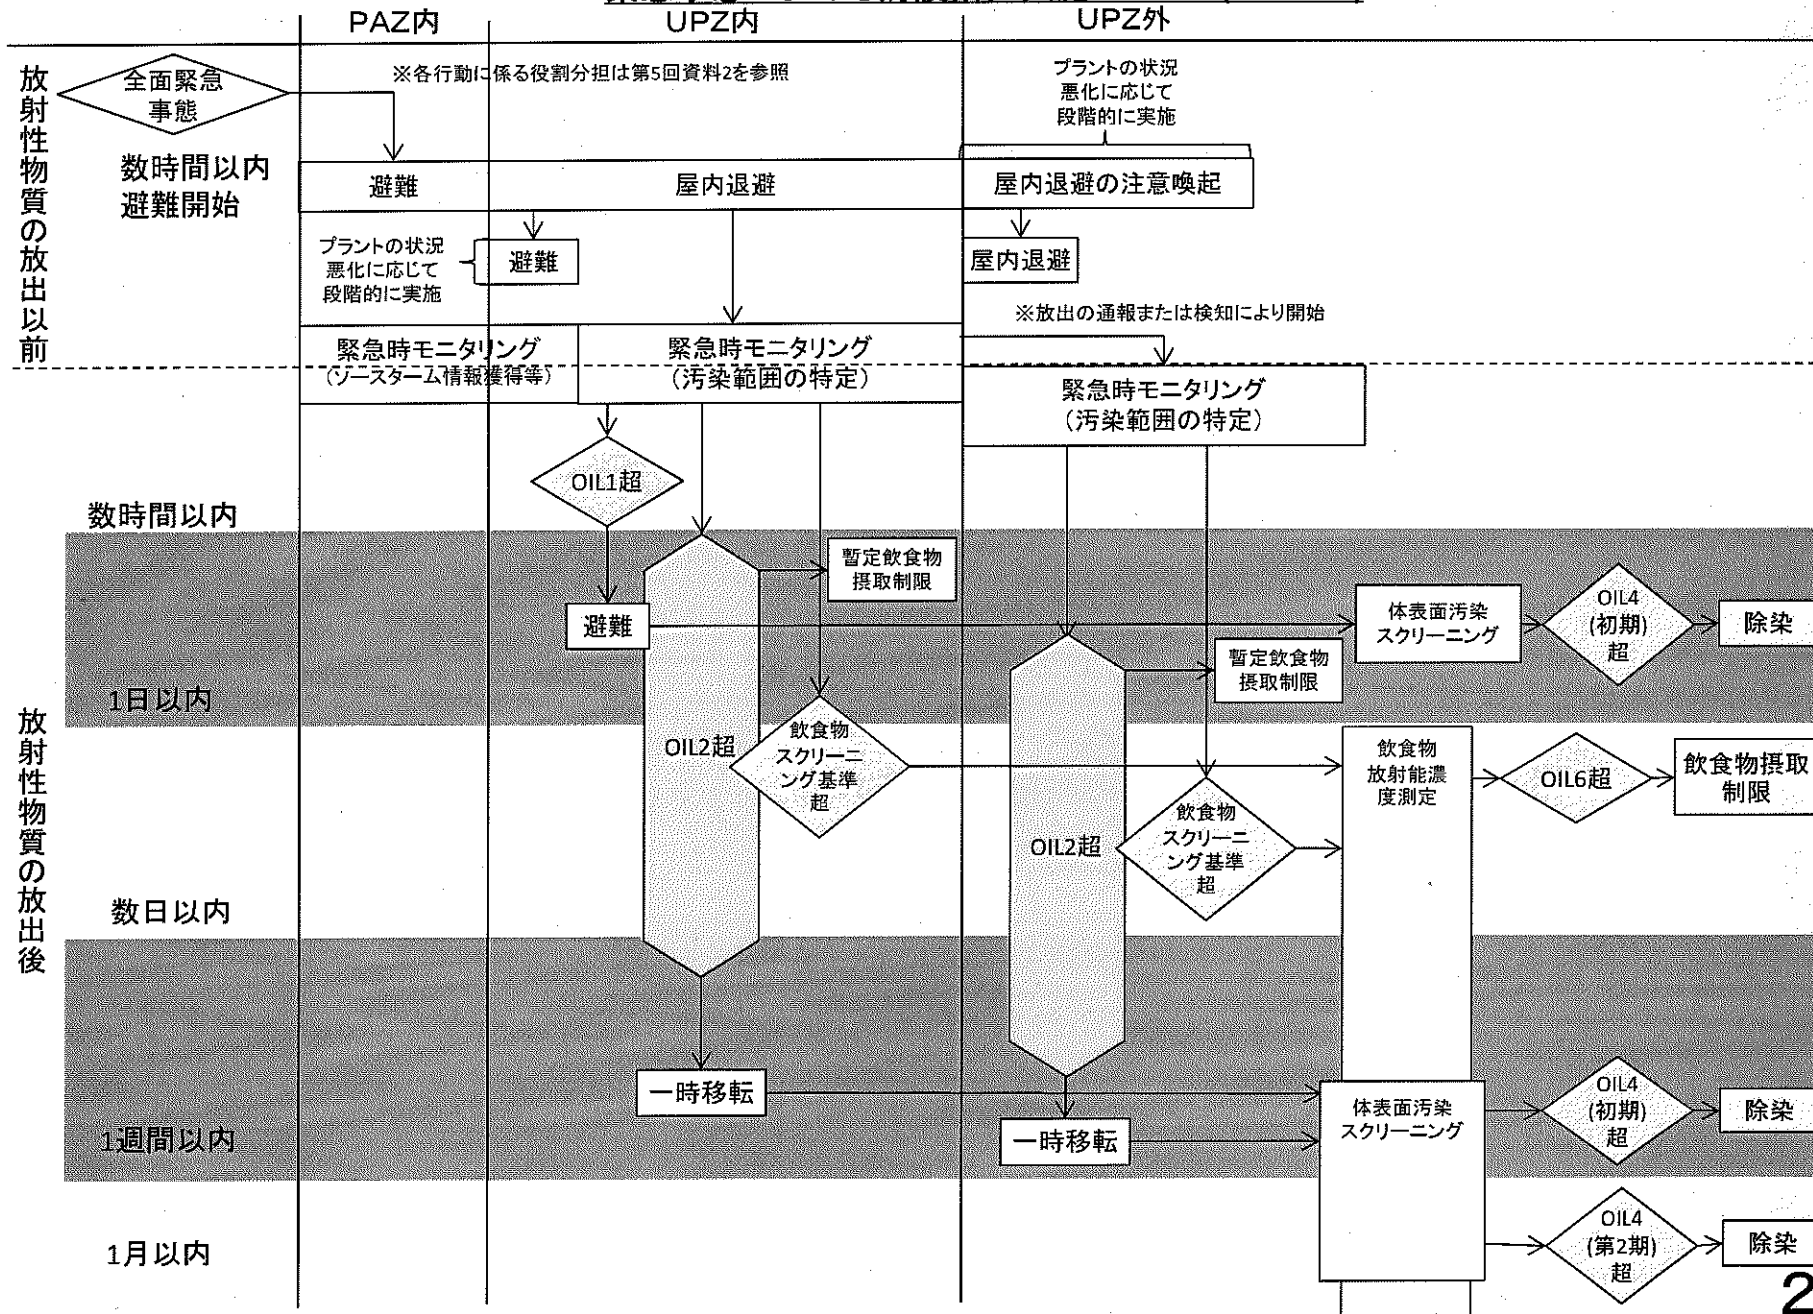 PAZ内
UPZ内
UPZ外
放射性物質の放出以前
全面緊急
事態
※各行動に係る役割分担は第5回資料2を参照
プラントの状況
悪化に応じて
段階的に実施
数時間以内
避難開始
避難
屋内退避
屋内退避の注意喚起
プラントの状況
悪化に応じて
段階的に実施
避難
屋内退避
※放出の通報または検知により開始
緊急時モニタリング
(ソースターム情報獲得等)
緊急時モニタリング
(汚染範囲の特定)
緊急時モニタリング
(汚染範囲の特定)
放射性物質の放出後
OIL1超
数時間以内
暫定飲食物
摂取制限
避難
体表面汚染
スクリーニング
OIL4
(初期)
超
除染
暫定飲食物
摂取制限
1日以内
OIL2超
飲食物
スクリーニ
ング基準
超
飲食物
放射能濃
度測定
OIL6超
飲食物摂取
制限
OIL2超
飲食物
スクリーニ
ング基準
超
数日以内
一時移転
体表面汚染
スクリーニング
OIL4
(初期)
超
除染
1週間以内
一時移転
1月以内
OIL4
(第2期)
超
除染
2